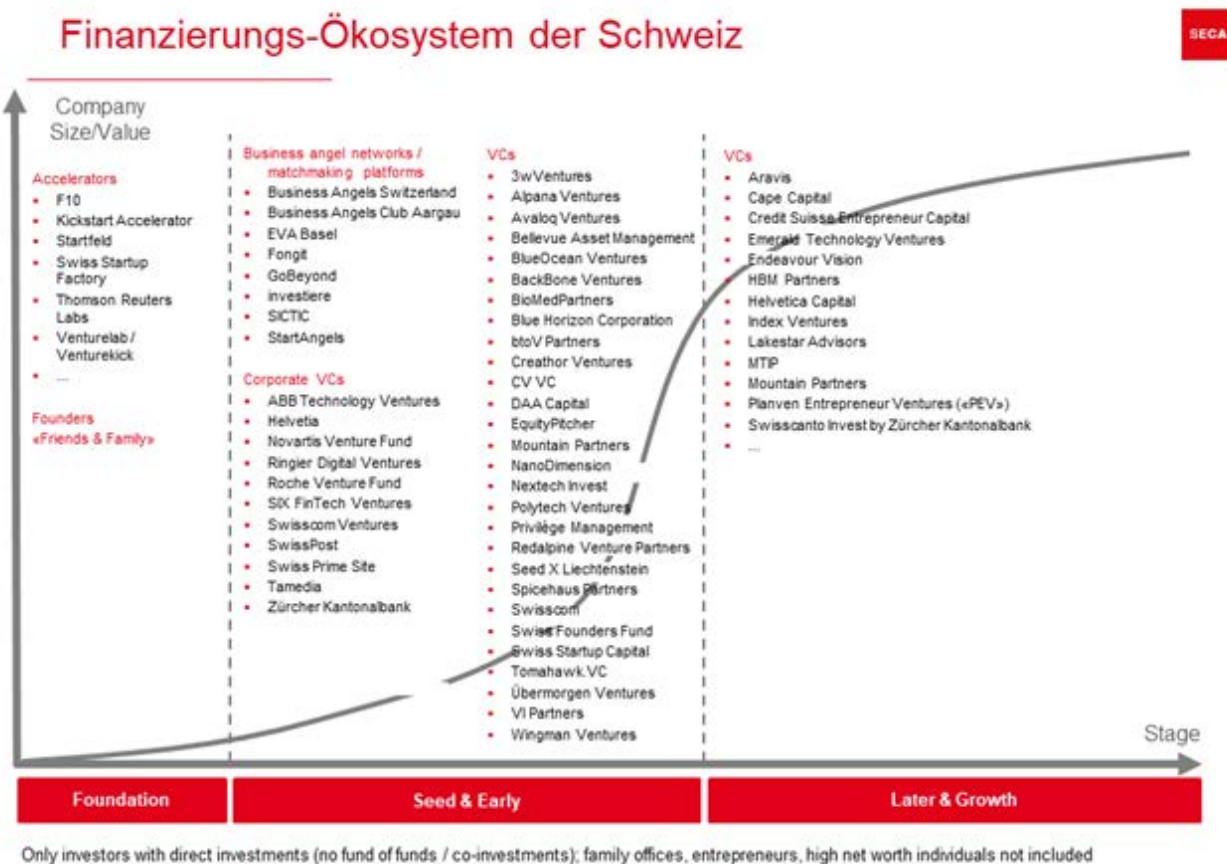 Finanzierungs-Ökosystem der Schweiz
SECA
Company
Size/Value
Accelerators
F10
Kickstart Accelerator
Startfeld
Swiss Startup
Factory
Thomson Reuters
Labs
Venturelab /
Venturekick
...
Founders
«Friends & Family»
Business angel networks /
matchmaking platforms
Business Angels Switzerland
Business Angels Club Aargau
EVA Basel
Fongit
GoBeyond
investiere
SICTIC
StartAngels
Corporate VCs
ABB Technology Ventures
Helvetia
Novartis Venture Fund
Ringier Digital Ventures
Roche Venture Fund
SIX FinTech Ventures
Swisscom Ventures
SwissPost
Swiss Prime Site
Tamedia
Zürcher Kantonalbank
VCs
3wVentures
Alpana Ventures
Avaloq Ventures
Bellevue Asset Management
BlueOcean Ventures
BackBone Ventures
BioMedPartners
Blue Horizon Corporation
btoV Partners
Creathor Ventures
CV VC
DAA Capital
EquityPitcher
Mountain Partners
NanoDimension
Nextech Invest
Polytech Ventures
Privilège Management
Redalpine Venture Partners
Seed X Liechtenstein
Spicehaus Partners
Swisscom
Swiss Founders Fund
Swiss Startup Capital
Tomahawk.VC
Übermorgen Ventures
VI Partners
Wingman Ventures
VCs
Aravis
Cape Capital
Credit Suisse Entrepreneur Capital
Emerald Technology Ventures
Endeavour Vision
HBM Partners
Helvetica Capital
Index Ventures
Lakestar Advisors
MTIP
Mountain Partners
Planven Entrepreneur Ventures («PEV»)
Swisscanto Invest by Zürcher Kantonalbank
...
Stage
Foundation
Seed & Early
Later & Growth
Only investors with direct investments (no fund of funds / co-investments); family offices, entrepreneurs, high net worth individuals not included